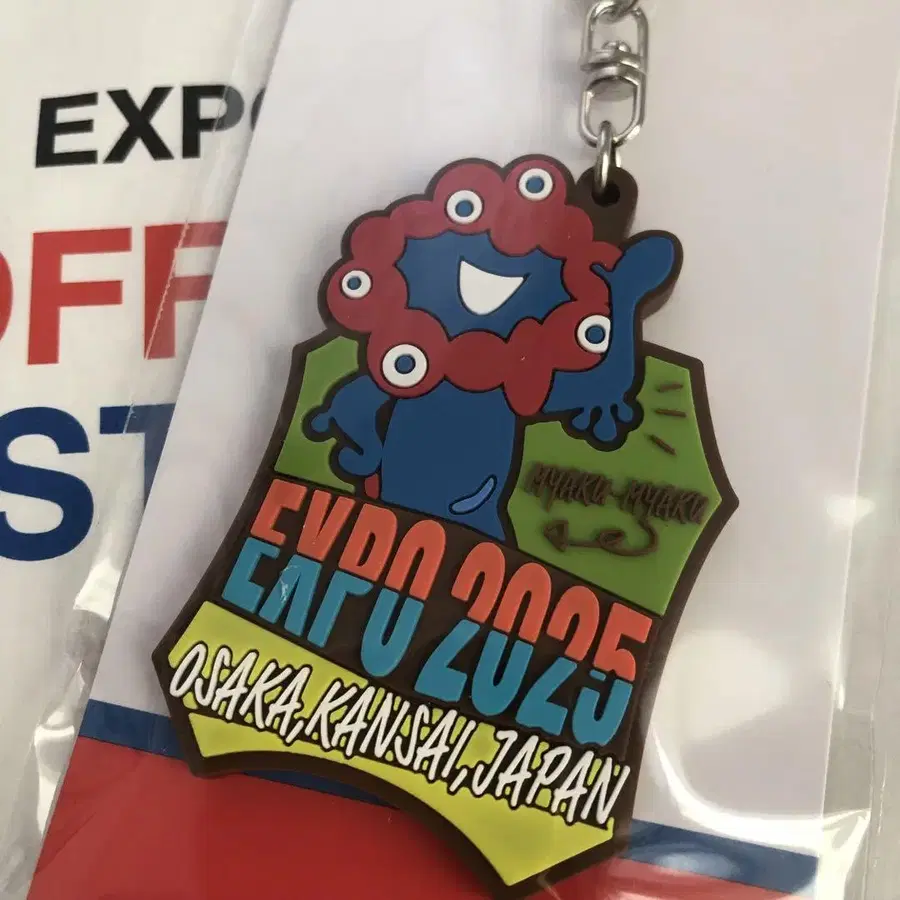 EXPO
OFF
ST
MYAKU-MYAKU
EXPO 2025
OSAKA, KANSAI, JAPAN